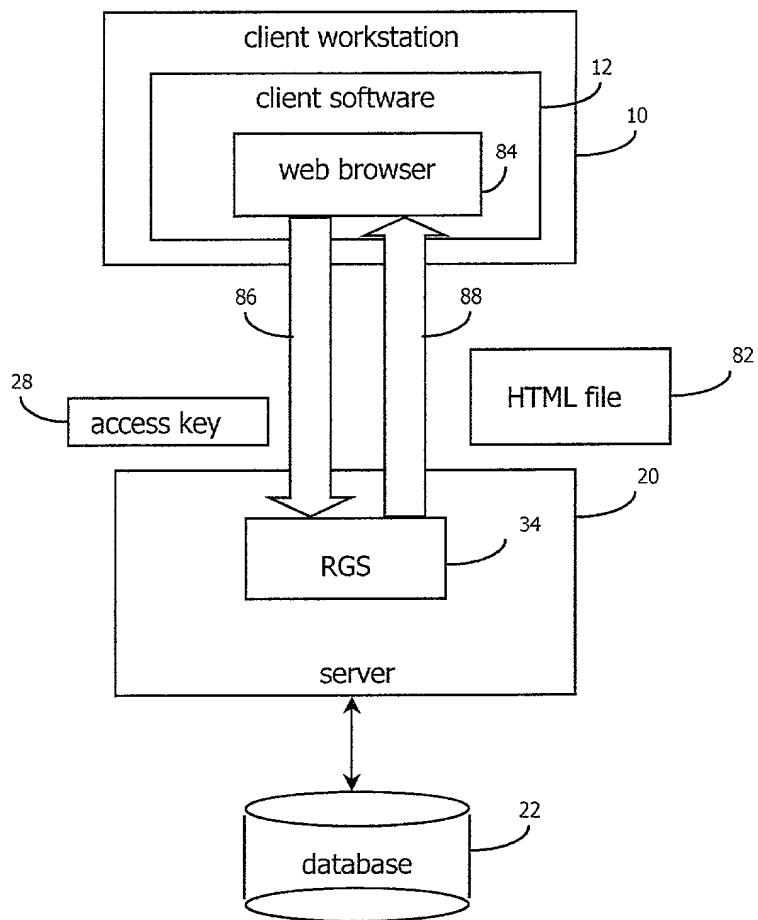 client workstation
12
client software
10
84
web browser
86
88
28
82
access key
HTML file
20
34
RGS
server
22
database